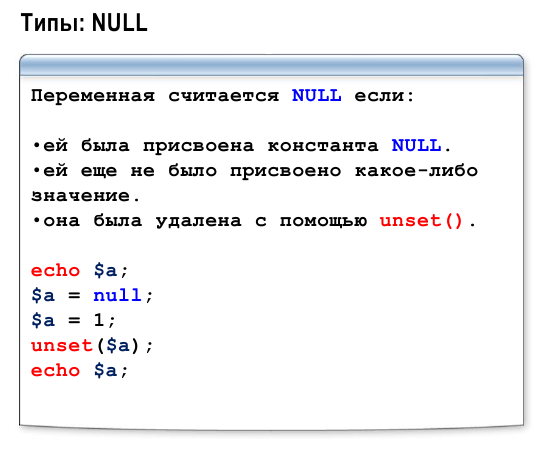 Типы: NULL
Переменная считается NULL если:
•ей была присвоена константа NULL.
•ей еще не было присвоено какое-либо
значение.
•она была удалена с помощью unset().
echo $a;
$a = null;
$a = 1;
unset($a);
echo $a;